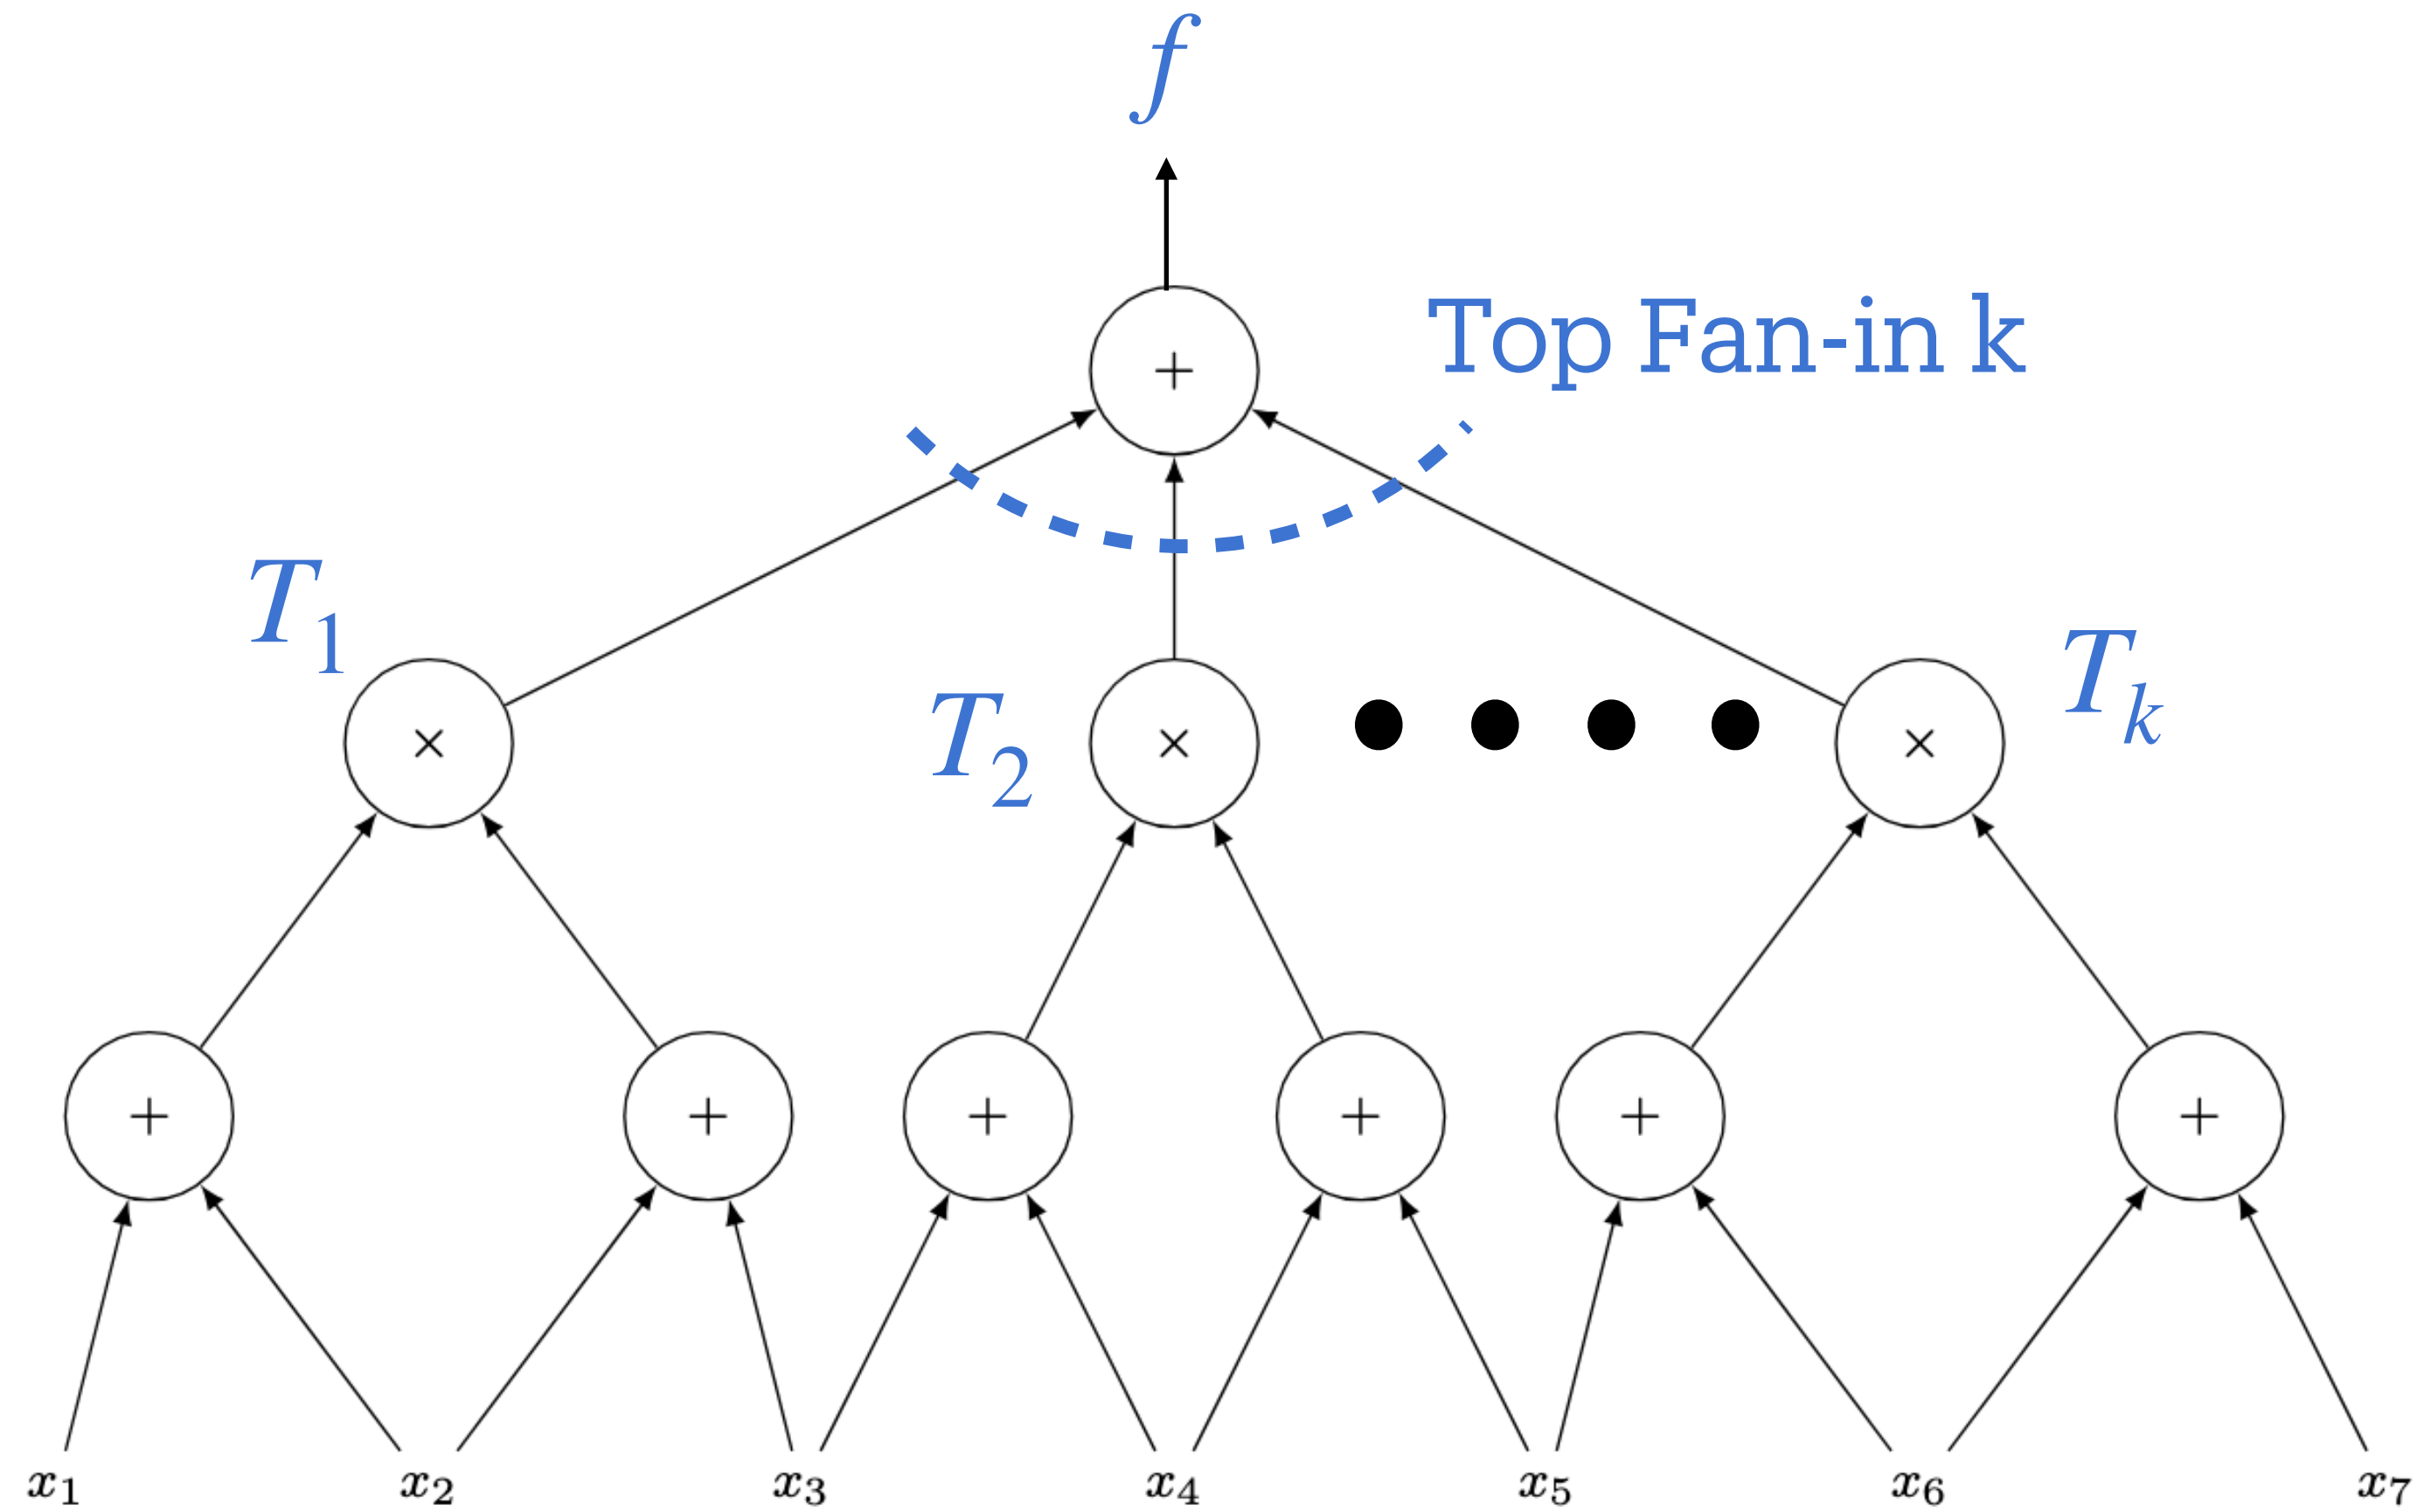 f
+
Top Fan-in k
T1
T2
Tk
× × ×
+ + + + + +
x1 x2 x3 x4 x5 x6 x7